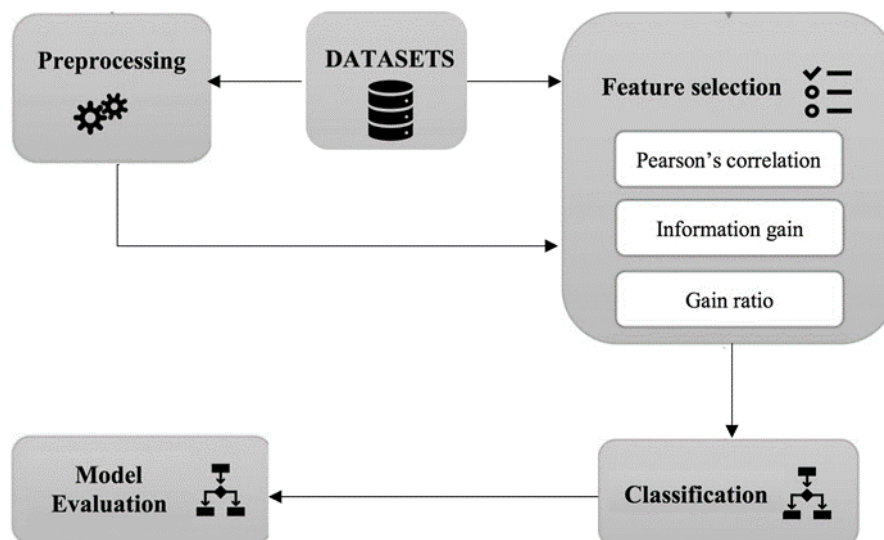 Preprocessing
DATASETS
Feature selection
Pearson’s correlation
Information gain
Gain ratio
Model
Evaluation
Classification